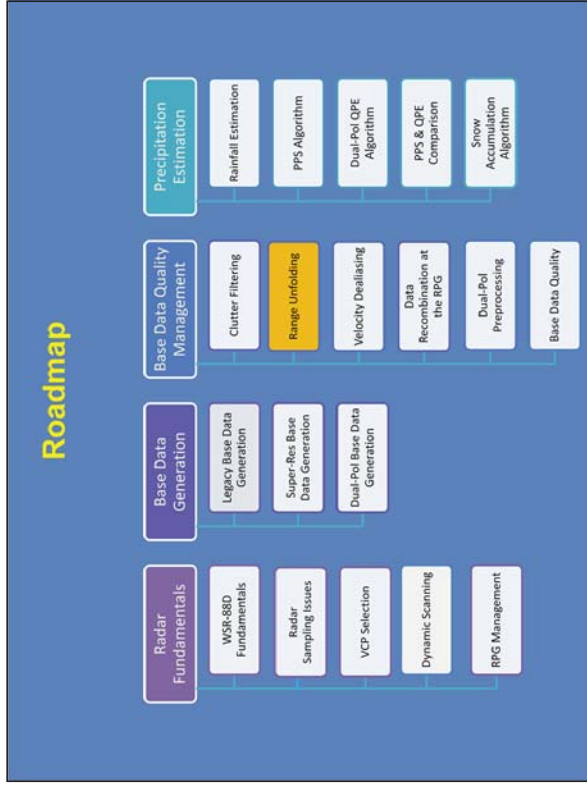 Roadmap
Radar
Fundamentals
WSR-88D
Fundamentals
Radar
Sampling Issues
VCP Selection
Dynamic Scanning
RPG Management
Base Data
Generation
Legacy Base Data
Generation
Super-Res Base
Data Generation
Dual-Pol Base Data
Generation
Base Data Quality
Management
Clutter Filtering
Range Unfolding
Velocity Dealiasing
Data
Recombination at
the RPG
Dual-Pol
Preprocessing
Base Data Quality
Precipitation
Estimation
Rainfall Estimation
PPS Algorithm
Dual-Pol QPE
Algorithm
PPS & QPE
Comparison
Snow
Accumulation
Algorithm